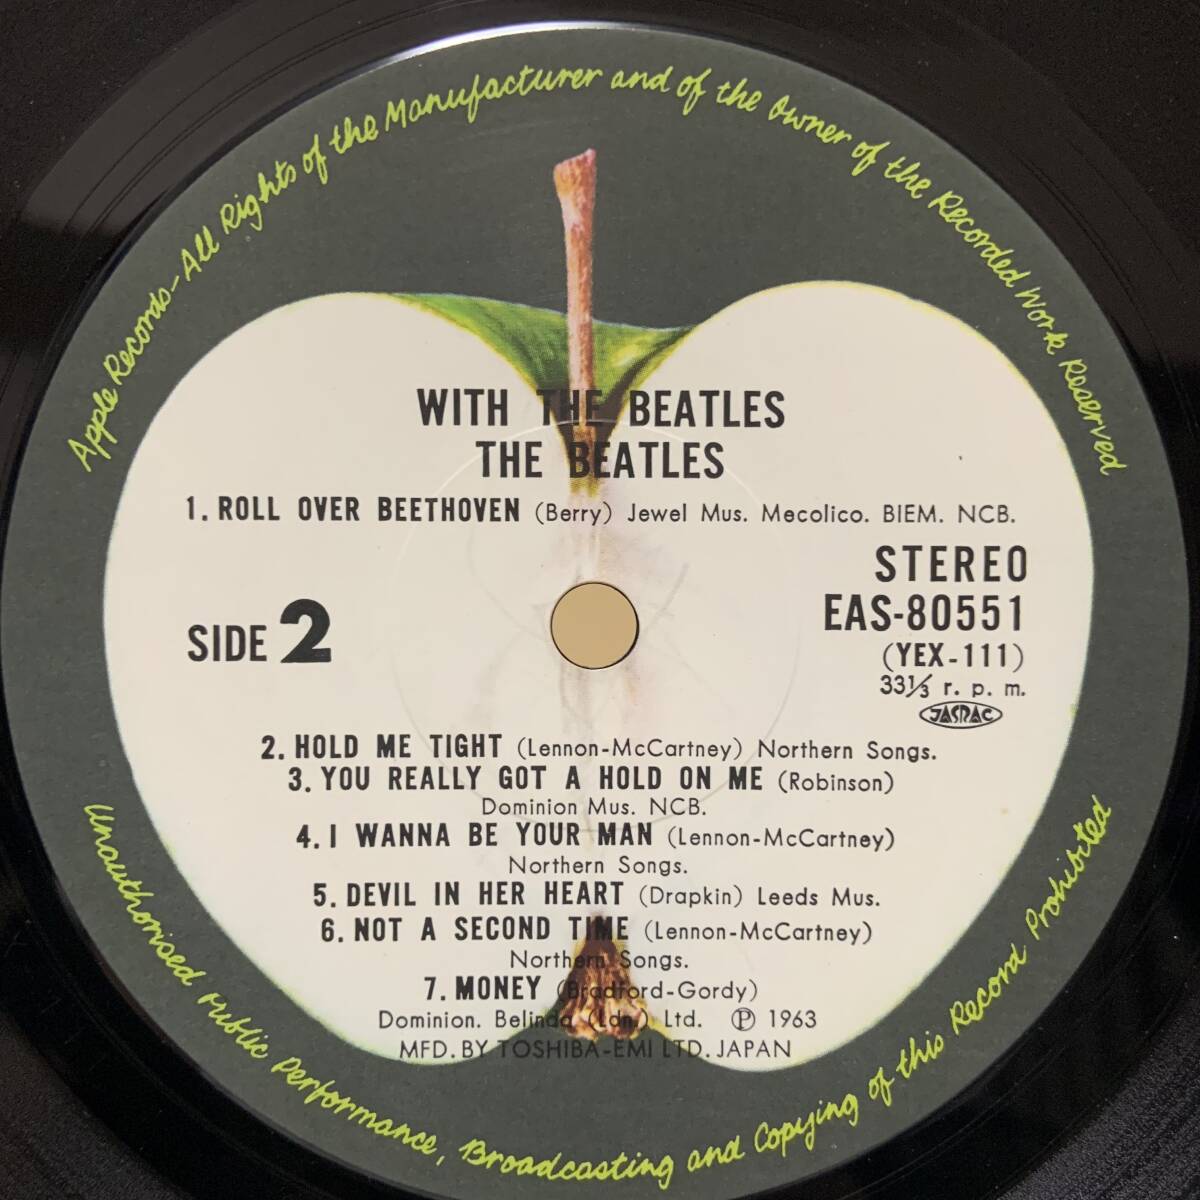 Apple Records-All Rights of the Manufacturer and of the Owner of the Recorded Work Reserved
WITH THE BEATLES
THE BEATLES
1. ROLL OVER BEETHOVEN (Berry) Jewel Mus. Mecolico. BIEM. NCB.
STEREO
EAS-80551
(YEX-111)
33⅓ r. p. m.
JASRAC
SIDE 2
2. HOLD ME TIGHT (Lennon-McCartney) Northern Songs.
3. YOU REALLY GOT A HOLD ON ME (Robinson)
Dominion Mus. NCB.
4. I WANNA BE YOUR MAN (Lennon-McCartney)
Northern Songs.
5. DEVIL IN HER HEART (Drapkin) Leeds Mus.
6. NOT A SECOND TIME (Lennon-McCartney)
Northern Songs.
7. MONEY (Bradford-Gordy)
Dominion. Belinda (Ldn.) Ltd. Ⓟ 1963
MFD. BY TOSHIBA-EMI LTD. JAPAN
Unauthorised Public Performance, Broadcasting and Copying of this Record Prohibited